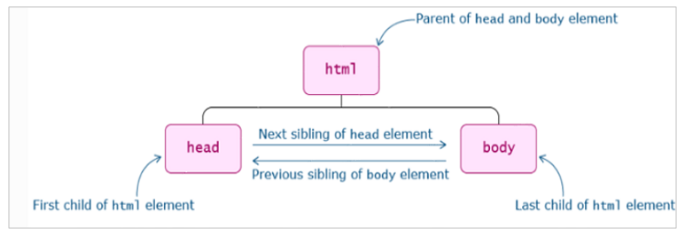 Parent of head and body element
html
head
Next sibling of head element
body
Previous sibling of body element
First child of html element
Last child of html element